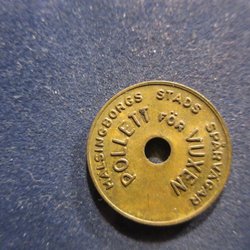 HÄLSINGBORGS STADS SPÅRVÄGAR
POLLETT FÖR VUXEN